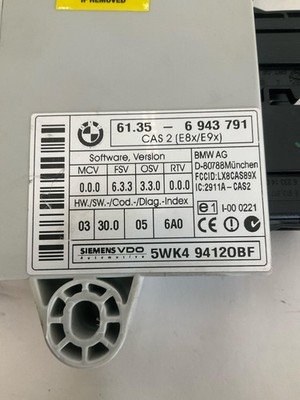 IF REMOVED
BMW
61.35 - 6 943 791
CAS 2 (E8x/E9x)
Software, Version
MCV FSV OSV RTV
0.0.0 6.3.3 3.3.0 0.0.0
HW.-/SW.-/Cod.-/Diag.-Index
03 30.0 05 6A0
BMW AG
D-80788München
FCCID:LX8CAS89X
IC:2911A-CAS2
e1 I-00 0221
SIEMENS VDO
automotive
5WK4 94120BF